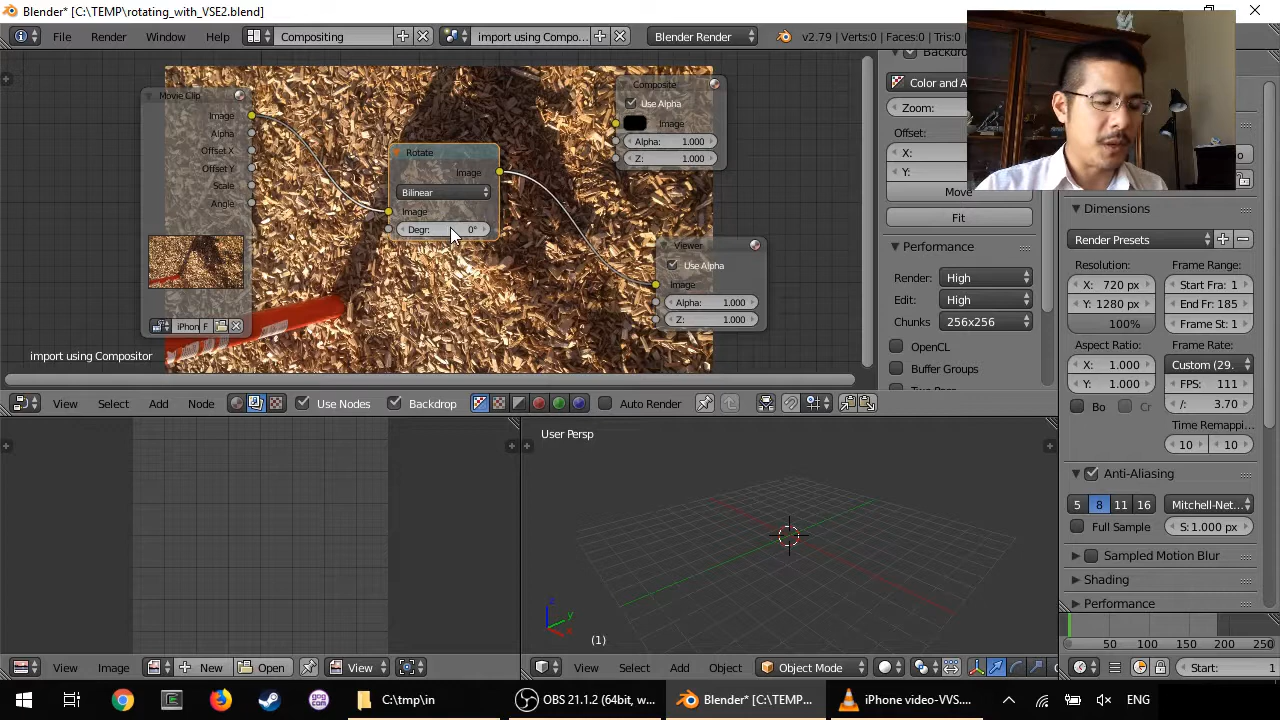 Blender* [C:\TEMP\rotating_with_VSE2.blend]
File Render Window Help Compositing import using Compo... Blender Render v2.79 | Verts:0 | Faces:0 | Tris:0
Movie Clip
Image
Alpha
Offset X
Offset Y
Scale
Angle
iPhon F
import using Compositor
Rotate
Image
Bilinear
Image
Degr: 0°
Composite
Use Alpha
Image
Alpha: 1.000
Z: 1.000
Viewer
Use Alpha
Image
Alpha: 1.000
Z: 1.000
Color and A
Zoom:
Offset:
X:
Y:
Move
Fit
Performance
Render: High
Edit: High
Chunks 256x256
OpenCL
Buffer Groups
Dimensions
Render Presets
Resolution: Frame Range:
X: 720 px Start Fra: 1
Y: 1280 px End Fr: 185
100% Frame St: 1
Aspect Ratio: Frame Rate:
X: 1.000 Custom (29.
Y: 1.000 FPS: 111
Bo Cr /: 3.70
Time Remappi...
10 10
Anti-Aliasing
5 8 11 16 Mitchell-Net...
Full Sample S: 1.000 px
Sampled Motion Blur
Shading
Performance
View Select Add Node Use Nodes Backdrop Auto Render
User Persp
(1)
z
y
x
50 100 150 200 250
View Image New Open View
View Select Add Object Object Mode
Start: 1
C:\tmp\in
OBS 21.1.2 (64bit, w...
Blender* [C:\TEMP...
iPhone video-VVS....
ENG